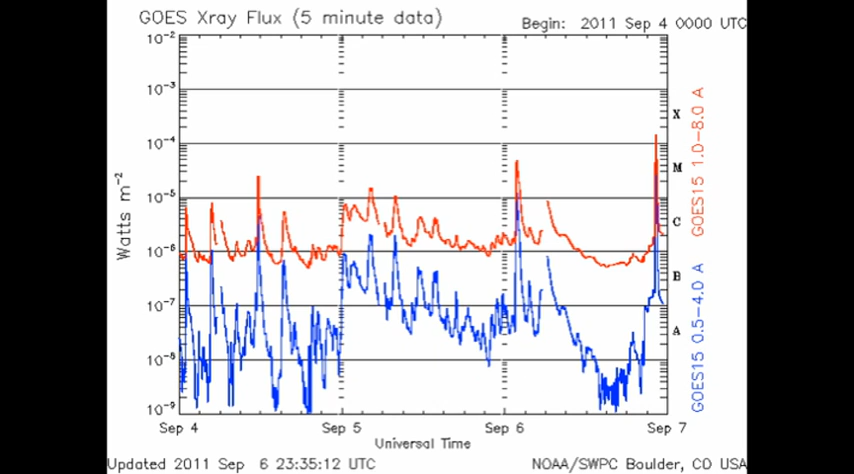 GOES Xray Flux (5 minute data)
Begin: 2011 Sep 4 0000 UTC
10-2
10-3
10-4
10-5
10-6
10-7
10-8
10-9
Watts m-2
X
M
C
B
A
GOES15 1.0-8.0 A
GOES15 0.5-4.0 A
Sep 4
Sep 5
Sep 6
Sep 7
Universal Time
Updated 2011 Sep 6 23:35:12 UTC
NOAA/SWPC Boulder, CO USA